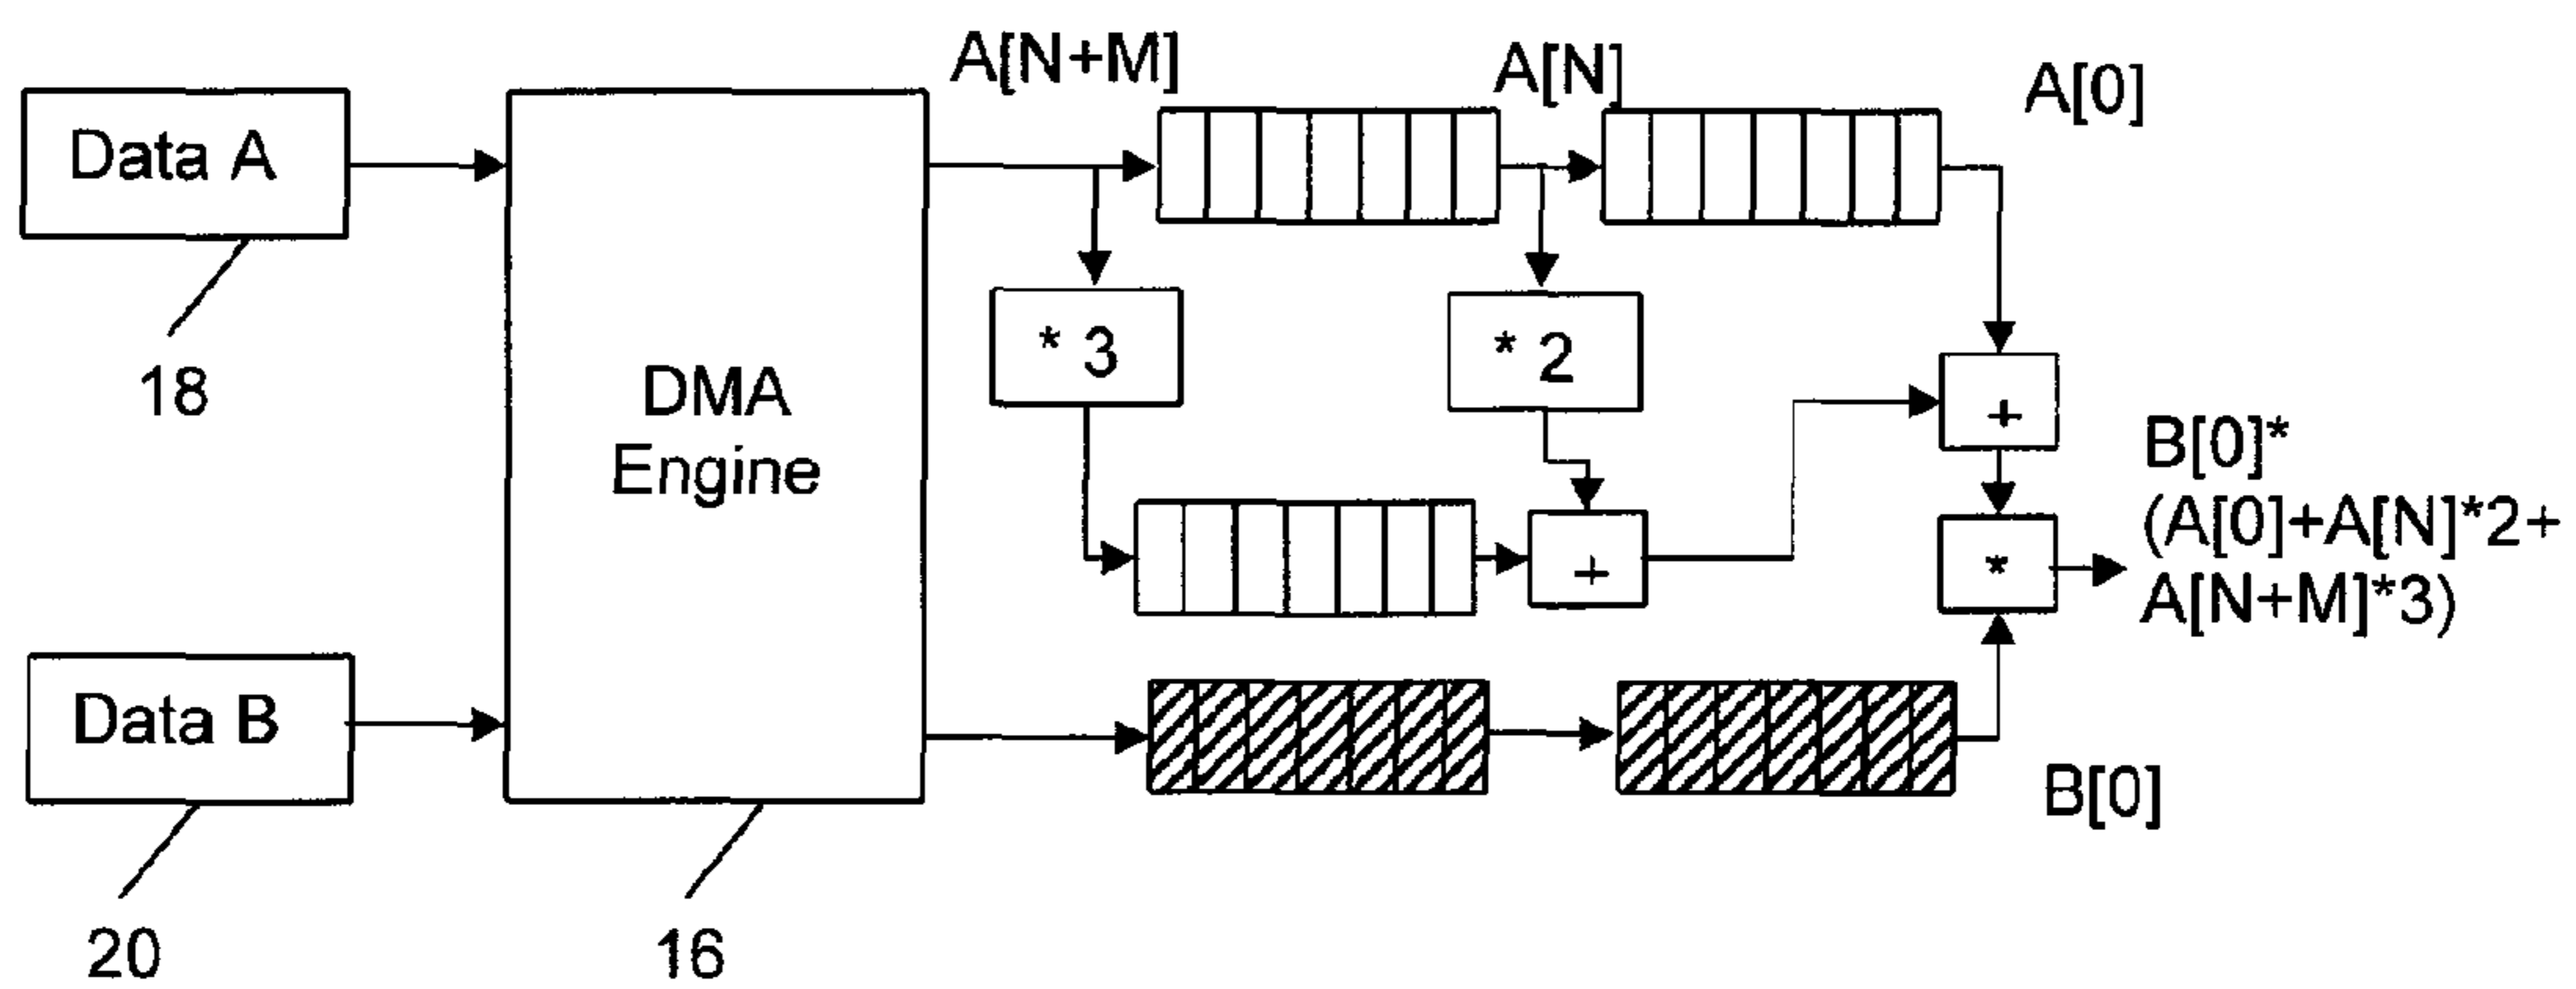 A[N+M]
A[N]
A[0]
Data A
18
* 3
* 2
DMA
Engine
+
+
*
B[0]*
(A[0]+A[N]*2+
A[N+M]*3)
Data B
B[0]
20
16